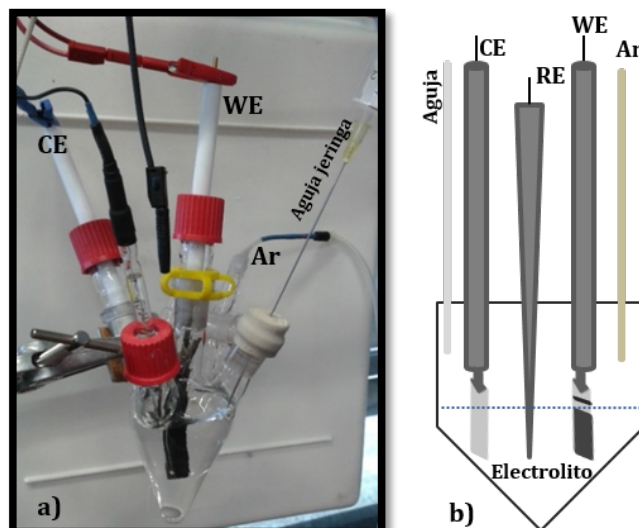 CE
WE
Aguja jeringa
Ar
a)
Aguja
CE
RE
WE
Ar
Electrolito
b)